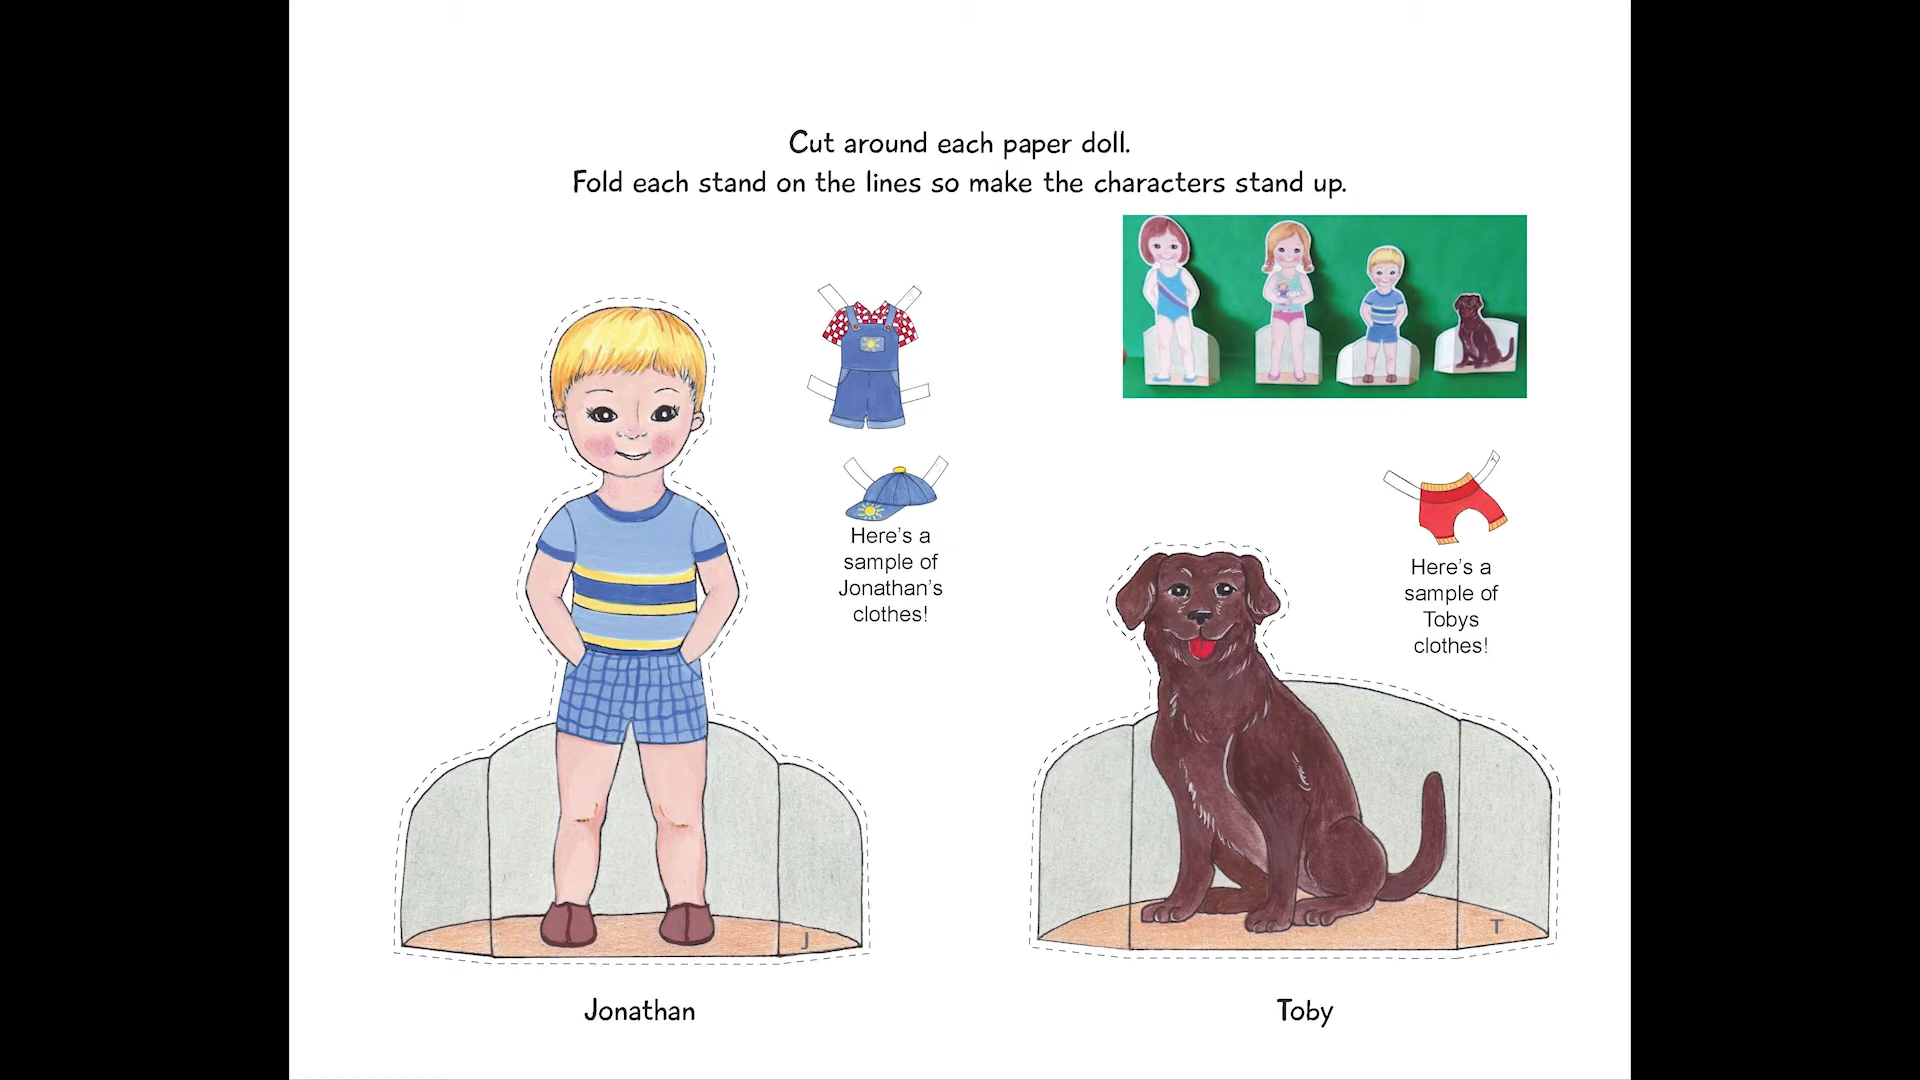 Cut around each paper doll.
Fold each stand on the lines so make the characters stand up.
Here's a
sample of
Jonathan's
clothes!
Here's a
sample of
Tobys
clothes!
J
T
Jonathan
Toby